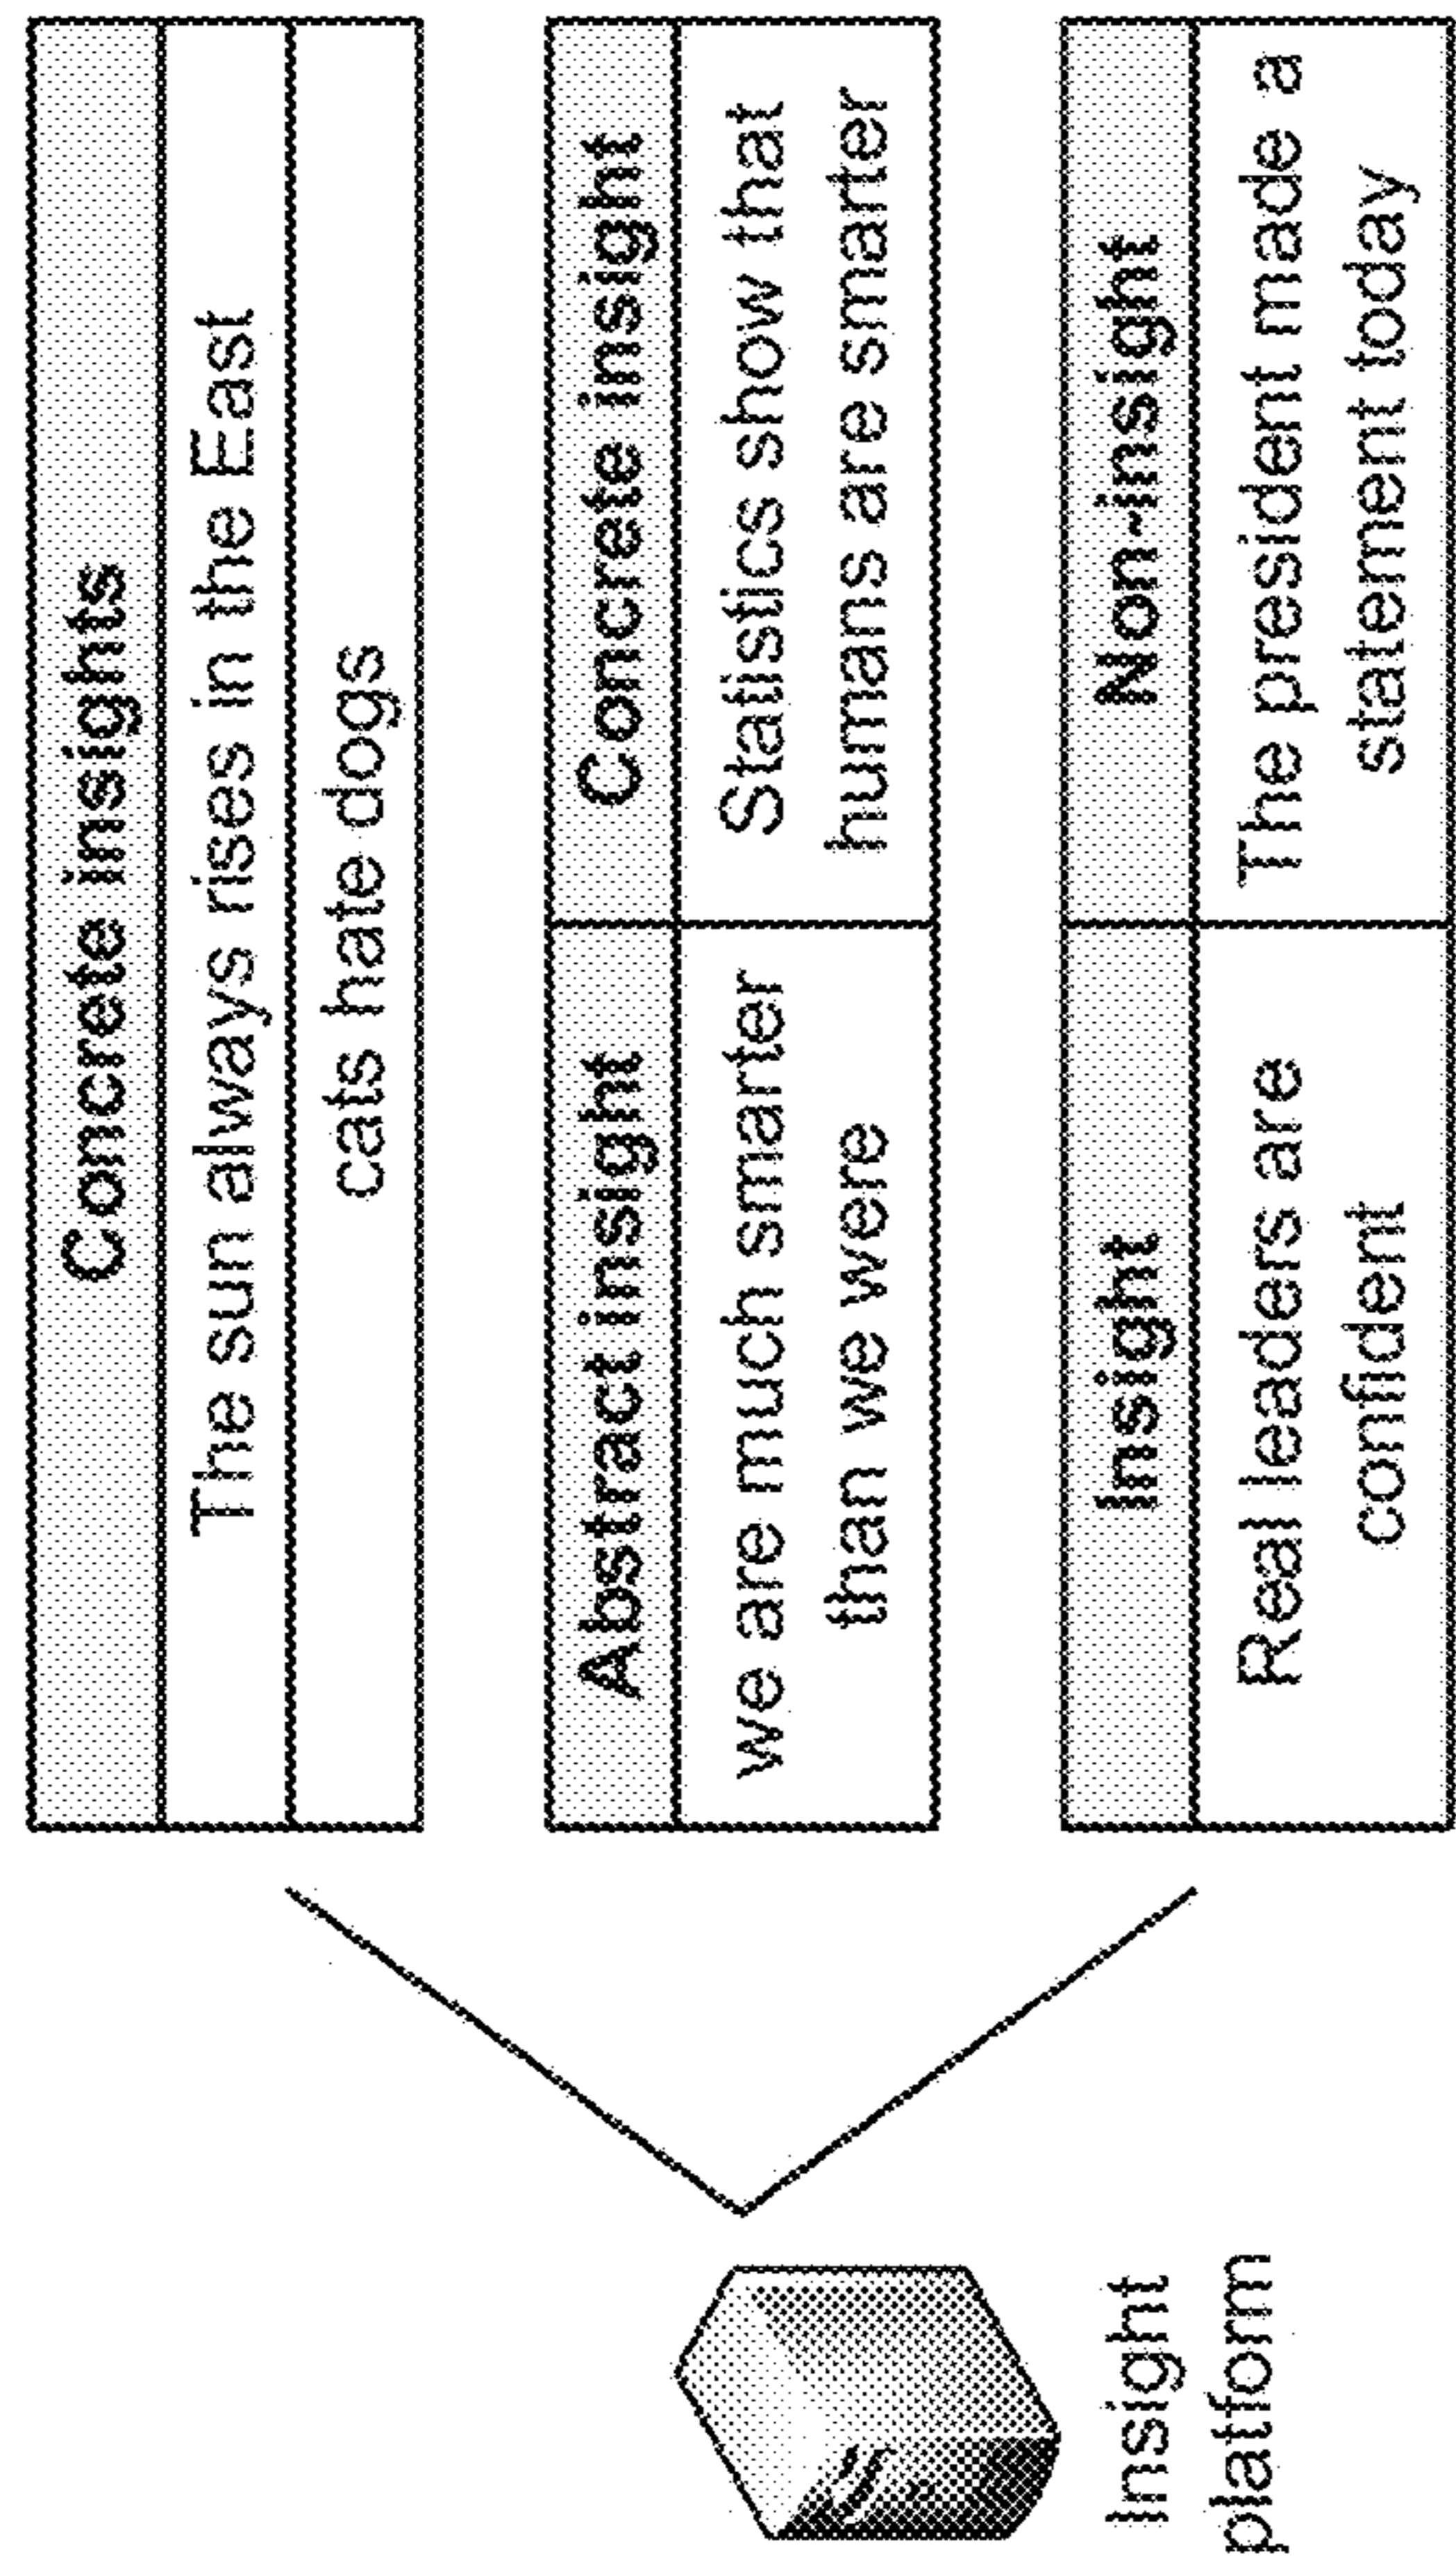 Concrete insights
The sun always rises in the East
cats hate dogs
Abstract insight
Concrete insight
we are much smarter
than we were
Statistics show that
humans are smarter
Insight
Non-insight
Real leaders are
confident
The president made a
statement today
Insight
platform